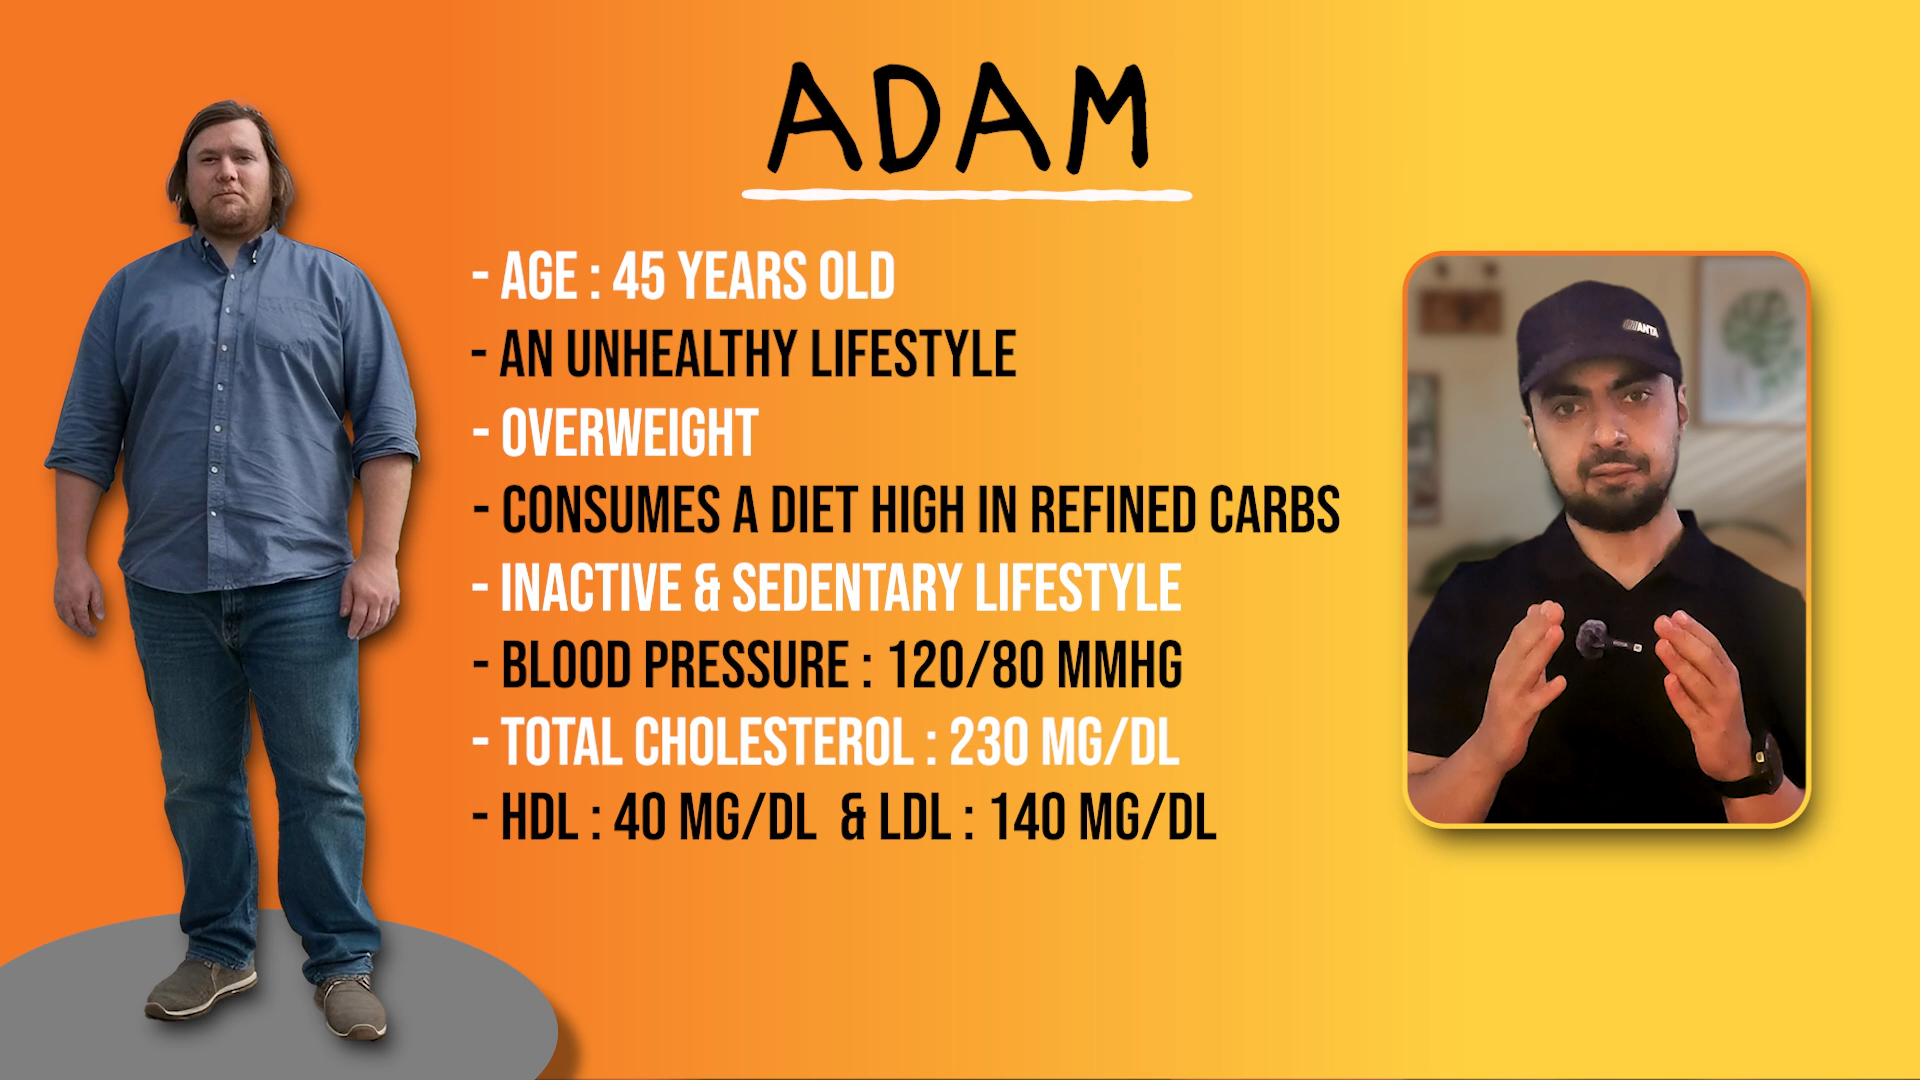 ADAM
- AGE : 45 YEARS OLD
- AN UNHEALTHY LIFESTYLE
- OVERWEIGHT
- CONSUMES A DIET HIGH IN REFINED CARBS
- INACTIVE & SEDENTARY LIFESTYLE
- BLOOD PRESSURE : 120/80 MMHG
- TOTAL CHOLESTEROL : 230 MG/DL
- HDL : 40 MG/DL & LDL : 140 MG/DL
ANTA